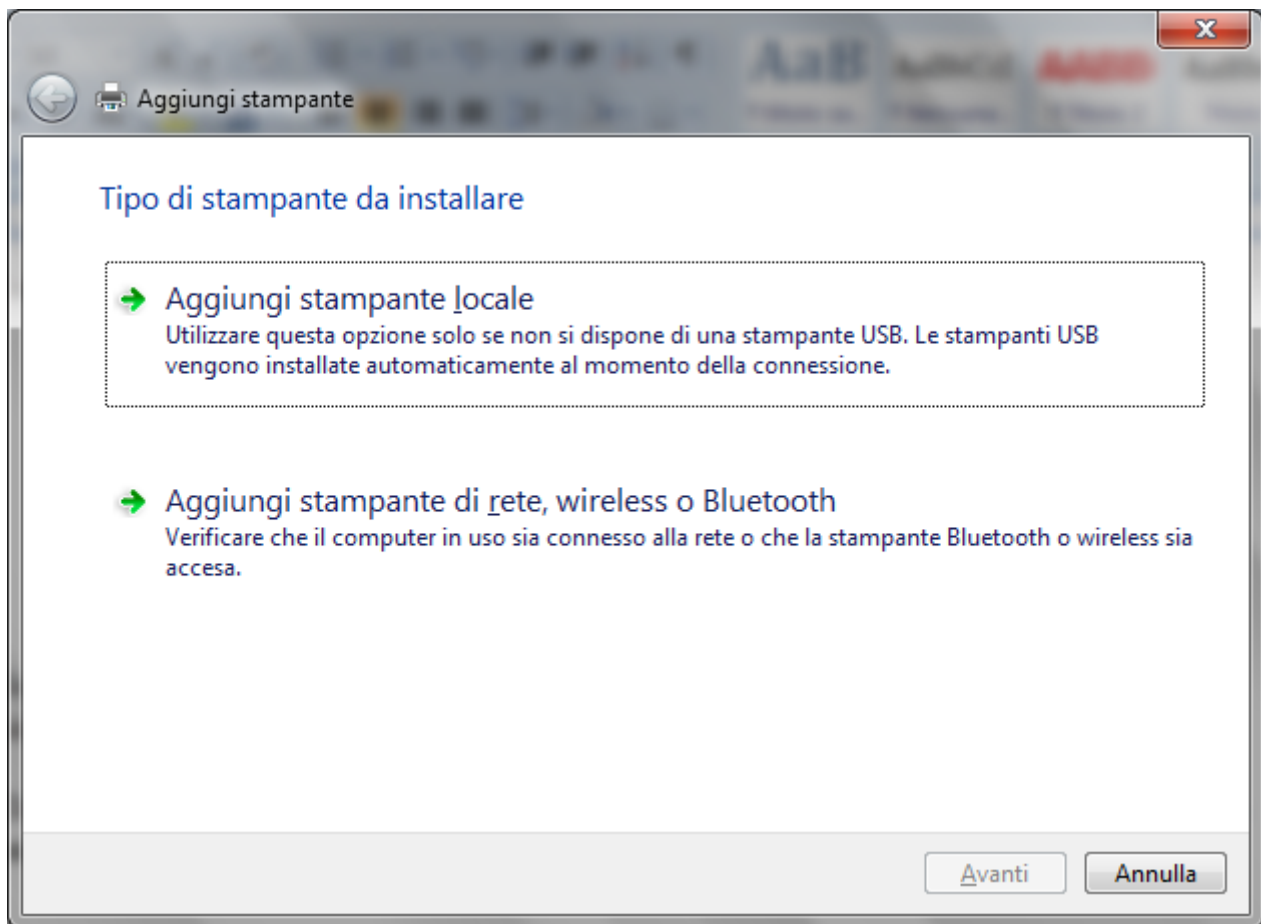 Aggiungi stampante
Tipo di stampante da installare
Aggiungi stampante locale
Utilizzare questa opzione solo se non si dispone di una stampante USB. Le stampanti USB
vengono installate automaticamente al momento della connessione.
Aggiungi stampante di rete, wireless o Bluetooth
Verificare che il computer in uso sia connesso alla rete o che la stampante Bluetooth o wireless sia
accesa.
Avanti
Annulla